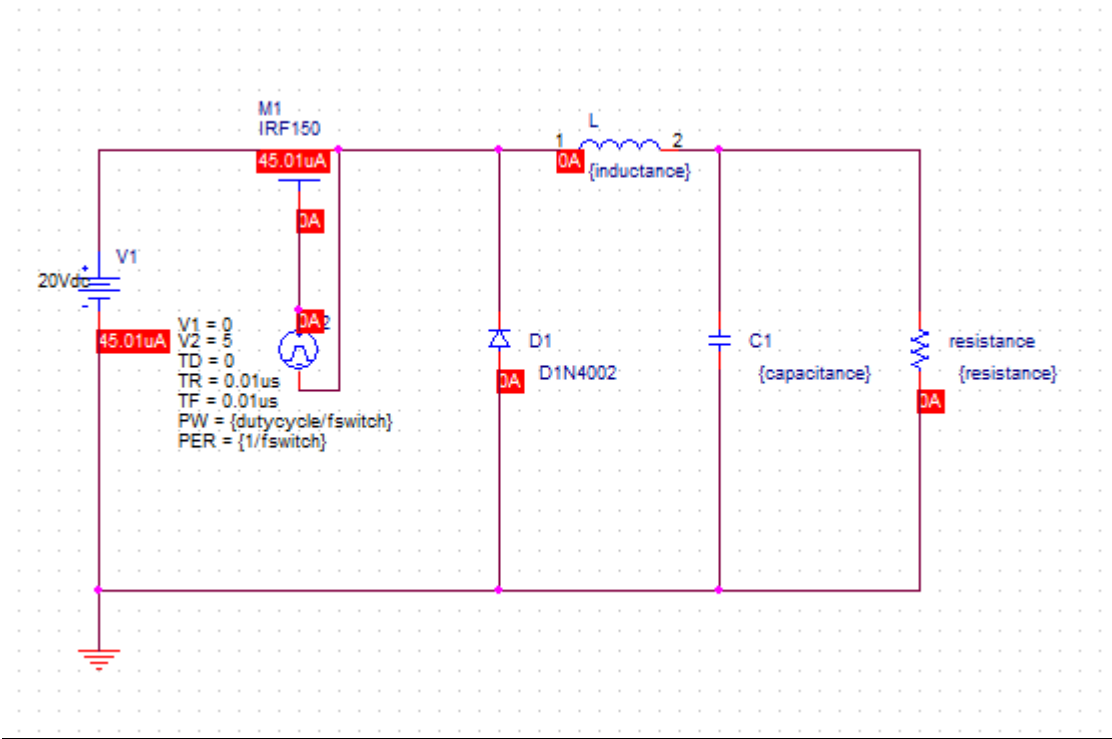 M1
IRF150
45.01uA
L
1
2
0A
{inductance}
0A
V1
20Vdc
0A
45.01uA
V1 = 0
V2 = 5
TD = 0
TR = 0.01us
TF = 0.01us
PW = {dutycycle/fswitch}
PER = {1/fswitch}
D1
0A
D1N4002
C1
{capacitance}
resistance
{resistance}
0A